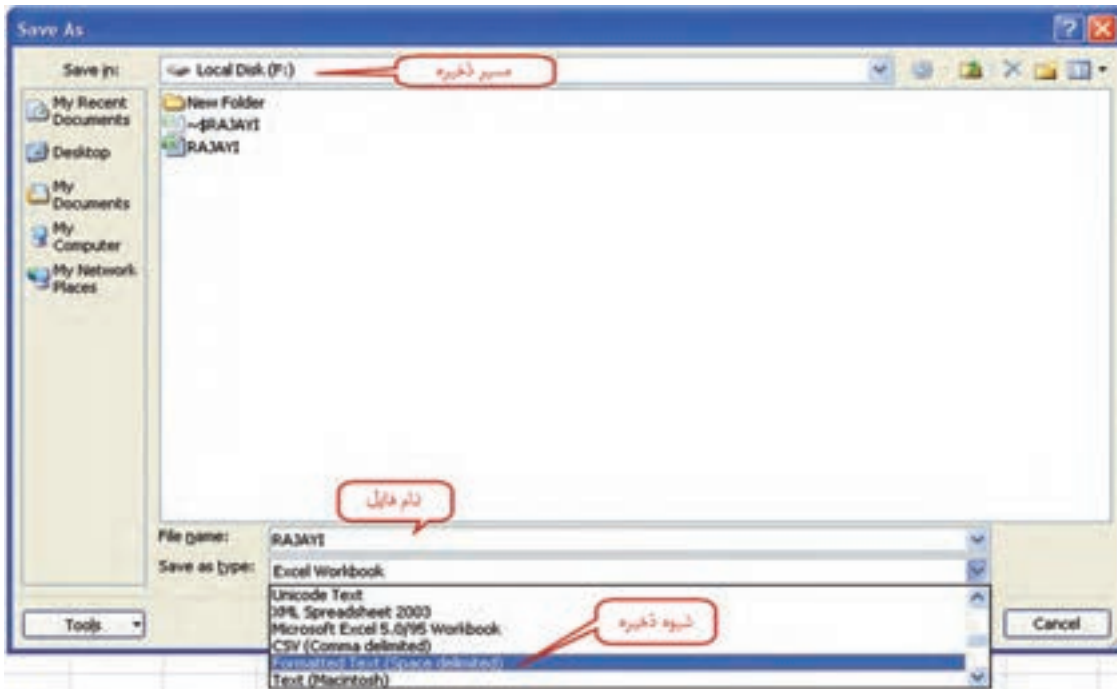 Save As
Save in:
Local Disk (F:)
مسیر ذخیره
My Recent Documents
Desktop
My Documents
My Computer
My Network Places
New Folder
~$RAJAYI
RAJAYI
نام فایل
File name:
RAJAYI
Save as type:
Excel Workbook
Unicode Text
XML Spreadsheet 2003
Microsoft Excel 5.0/95 Workbook
CSV (Comma delimited)
Formatted Text (Space delimited)
Text (Macintosh)
شیوه ذخیره
Tools
Cancel